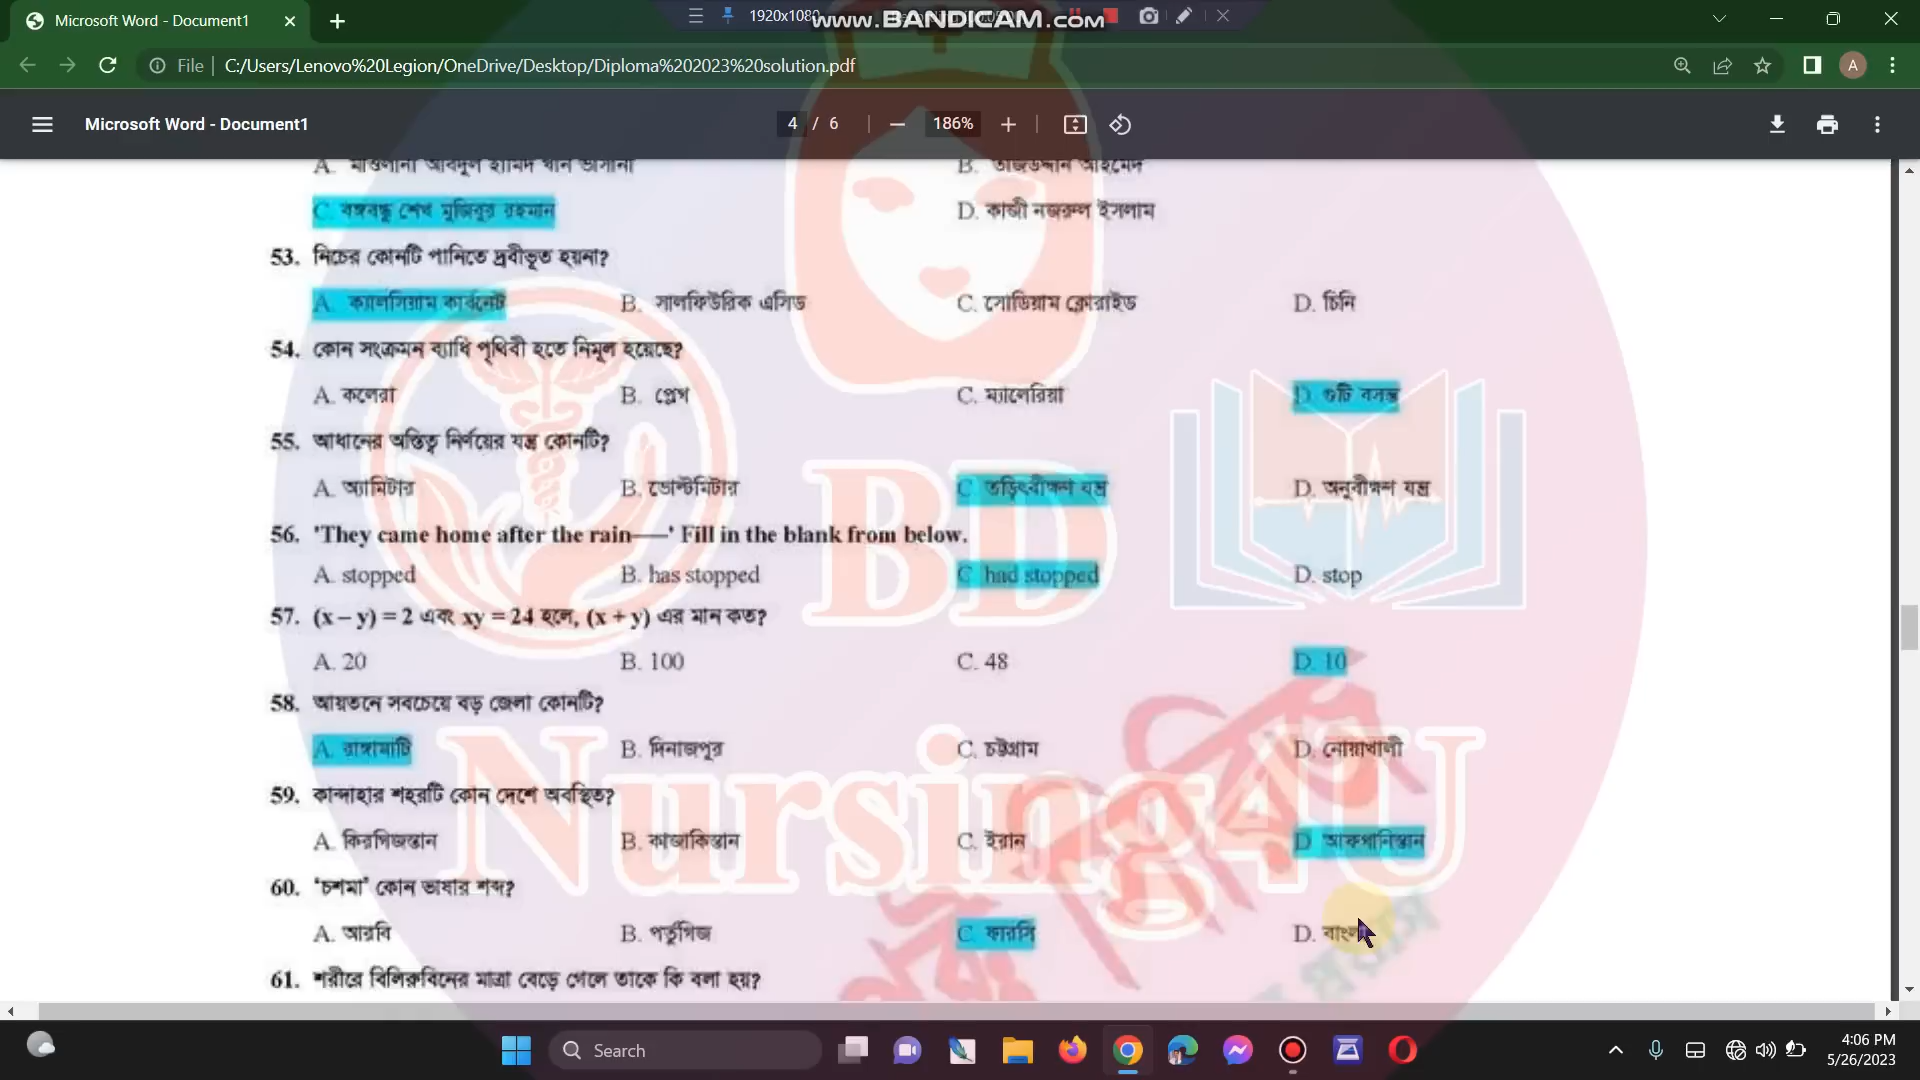 Microsoft Word - Document1
1920x1080
www.BANDICAM.com
File
C:/Users/Lenovo%20Legion/OneDrive/Desktop/Diploma%202023%20solution.pdf
A
Microsoft Word - Document1
4 / 6
186%
A. মাওলানা আবদুল হামিদ খান ভাসানী B. তাজউদ্দীন আহমেদ
C. বঙ্গবন্ধু শেখ মুজিবুর রহমান D. কাজী নজরুল ইসলাম
53. নিচের কোনটি পানিতে দ্রবীভূত হয়না?
A. ক্যালসিয়াম কার্বনেট B. সালফিউরিক এসিড C. সোডিয়াম ক্লোরাইড D. চিনি
54. কোন সংক্রমন ব্যাধি পৃথিবী হতে নিমূল হয়েছে?
A. কলেরা B. প্লেগ C. ম্যালেরিয়া D. গুটি বসন্ত
55. আধানের অস্তিত্ব নির্ণয়ের যন্ত্র কোনটি?
A. অ্যামিটার B. ভোল্টমিটার C. তড়িৎবীক্ষণ যন্ত্র D. অনুবীক্ষণ যন্ত্র
56. 'They came home after the rain——' Fill in the blank from below.
A. stopped B. has stopped C. had stopped D. stop
57. (x – y) = 2 এবং xy = 24 হলে, (x + y) এর মান কত?
A. 20 B. 100 C. 48 D. 10
58. আয়তনে সবচেয়ে বড় জেলা কোনটি?
A. রাঙ্গামাটি B. দিনাজপুর C. চট্টগ্রাম D. নোয়াখালী
59. কান্দাহার শহরটি কোন দেশে অবস্থিত?
A. কিরগিজস্তান B. কাজাকিস্তান C. ইরান D. আফগানিস্তান
60. 'চশমা' কোন ভাষার শব্দ?
A. আরবি B. পর্তুগিজ C. ফারসি D. বাংলা
61. শরীরে বিলিরুবিনের মাত্রা বেড়ে গেলে তাকে কি বলা হয়?
BD
Nursing4U
Search
4:06 PM
5/26/2023